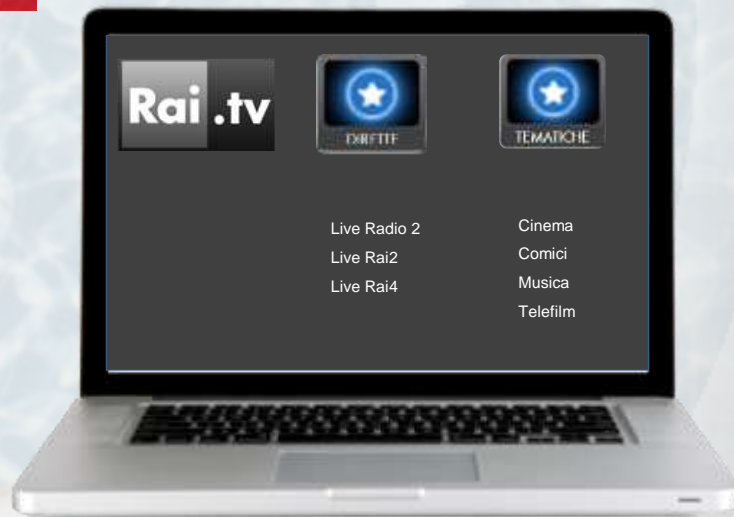 Rai.tv
DIRETTE
TEMATICHE
Live Radio 2
Live Rai2
Live Rai4
Cinema
Comici
Musica
Telefilm